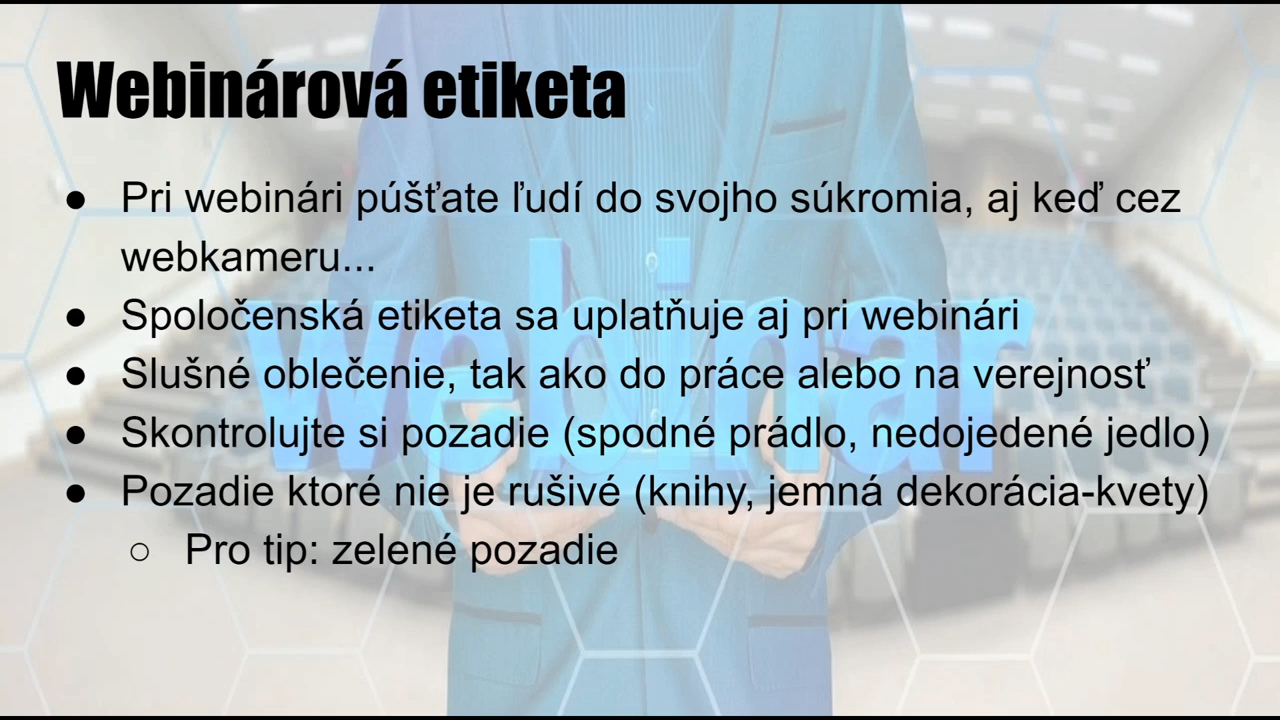 Webinárová etiketa
● Pri webinári púšťate ľudí do svojho súkromia, aj keď cez
webkameru...
● Spoločenská etiketa sa uplatňuje aj pri webinári
● Slušné oblečenie, tak ako do práce alebo na verejnosť
● Skontrolujte si pozadie (spodné prádlo, nedojedené jedlo)
● Pozadie ktoré nie je rušivé (knihy, jemná dekorácia-kvety)
○ Pro tip: zelené pozadie
webinar